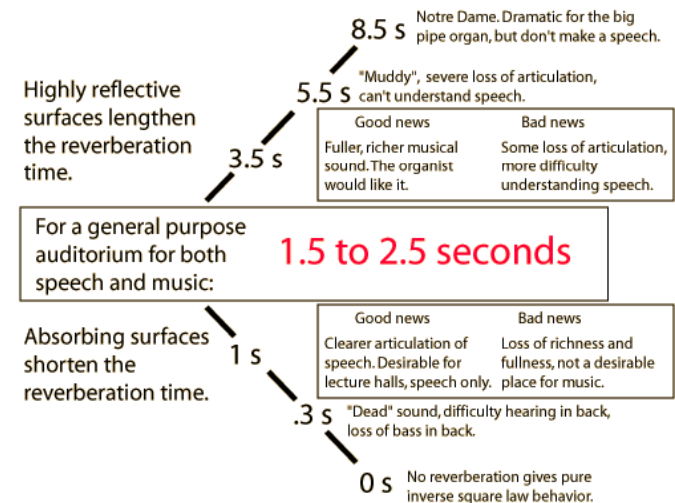 8.5 s
Notre Dame. Dramatic for the big
pipe organ, but don't make a speech.
5.5 s
"Muddy", severe loss of articulation,
can't understand speech.
Highly reflective
surfaces lengthen
the reverberation
time.
3.5 s
Good news
Fuller, richer musical
sound. The organist
would like it.
Bad news
Some loss of articulation,
more difficulty
understanding speech.
For a general purpose
auditorium for both
speech and music:
1.5 to 2.5 seconds
Absorbing surfaces
shorten the
reverberation time.
1 s
Good news
Clearer articulation of
speech. Desirable for
lecture halls, speech only.
Bad news
Loss of richness and
fullness, not a desirable
place for music.
.3 s
"Dead" sound, difficulty hearing in back,
loss of bass in back.
0 s
No reverberation gives pure
inverse square law behavior.